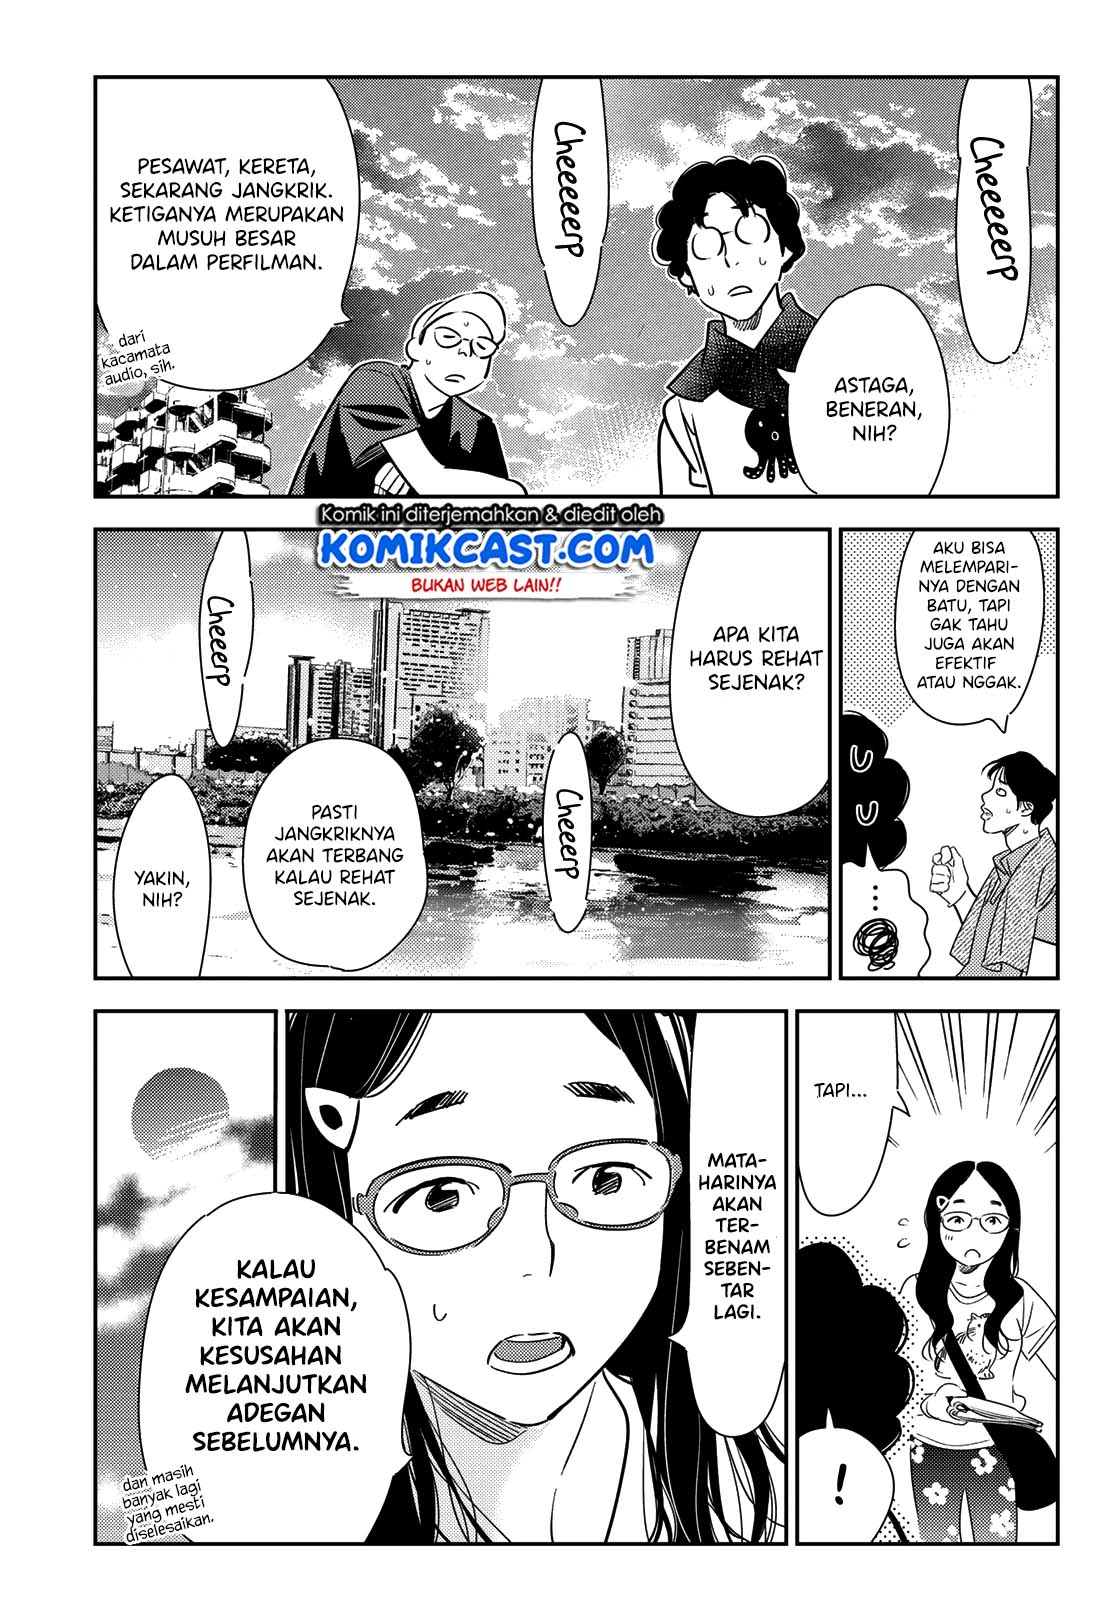 Cheeeeerp
ASTAGA,
BENERAN,
NIH?
Cheeeeerp
PESAWAT, KERETA,
SEKARANG JANGKRIK.
KETIGANYA MERUPAKAN
MUSUH BESAR
DALAM PERFILMAN.
dari
kacamata
audio, sih.
Komik ini diterjemahkan & diedit oleh
KOMIKCAST.COM
BUKAN WEB LAIN!!
AKU BISA
MELEMPARI-
NYA DENGAN
BATU, TAPI
GAK TAHU
JUGA AKAN
EFEKTIF
ATAU NGGAK.
...
APA KITA
HARUS REHAT
SEJENAK?
Cheeerp
PASTI
JANGKRIKNYA
AKAN TERBANG
KALAU REHAT
SEJENAK.
Cheeeerp
YAKIN,
NIH?
TAPI...
!
MATA-
HARINYA
AKAN
TER-
BENAM
SEBEN-
TAR
LAGI.
KALAU
KESAMPAIAN,
KITA AKAN
KESUSAHAN
MELANJUTKAN
ADEGAN
SEBELUMNYA.
dan masih
banyak lagi
yang mesti
diselesaikan.